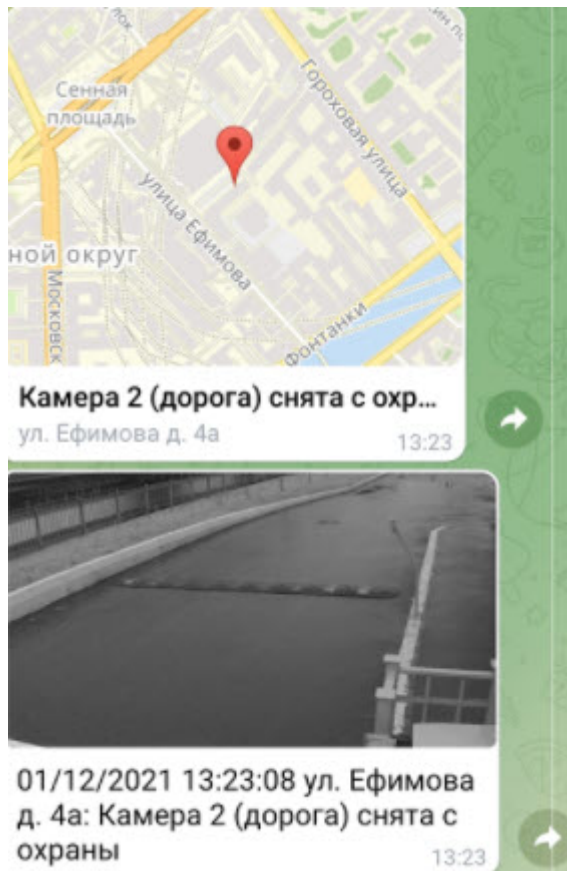 Сенная
площадь
Гороховая улица
улица Ефимова
ной округ
Московск
Фонтанки
Камера 2 (дорога) снята с охр...
ул. Ефимова д. 4а
13:23
01/12/2021 13:23:08 ул. Ефимова
д. 4а: Камера 2 (дорога) снята с
охраны
13:23